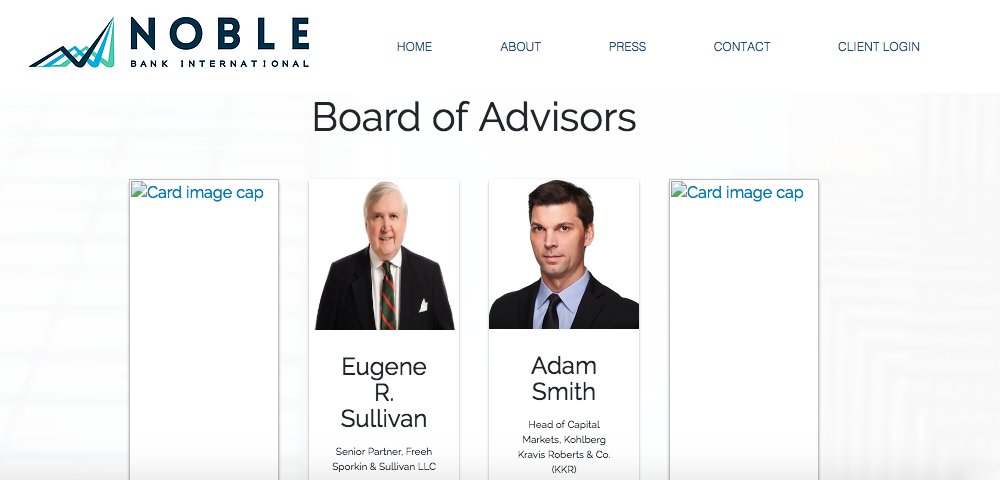 NOBLE
BANK INTERNATIONAL
HOME
ABOUT
PRESS
CONTACT
CLIENT LOGIN
Board of Advisors
Card image cap
Eugene
R.
Sullivan
Senior Partner, Freeh
Sporkin & Sullivan LLC
Adam
Smith
Head of Capital
Markets, Kohlberg
Kravis Roberts & Co.
(KKR)
Card image cap